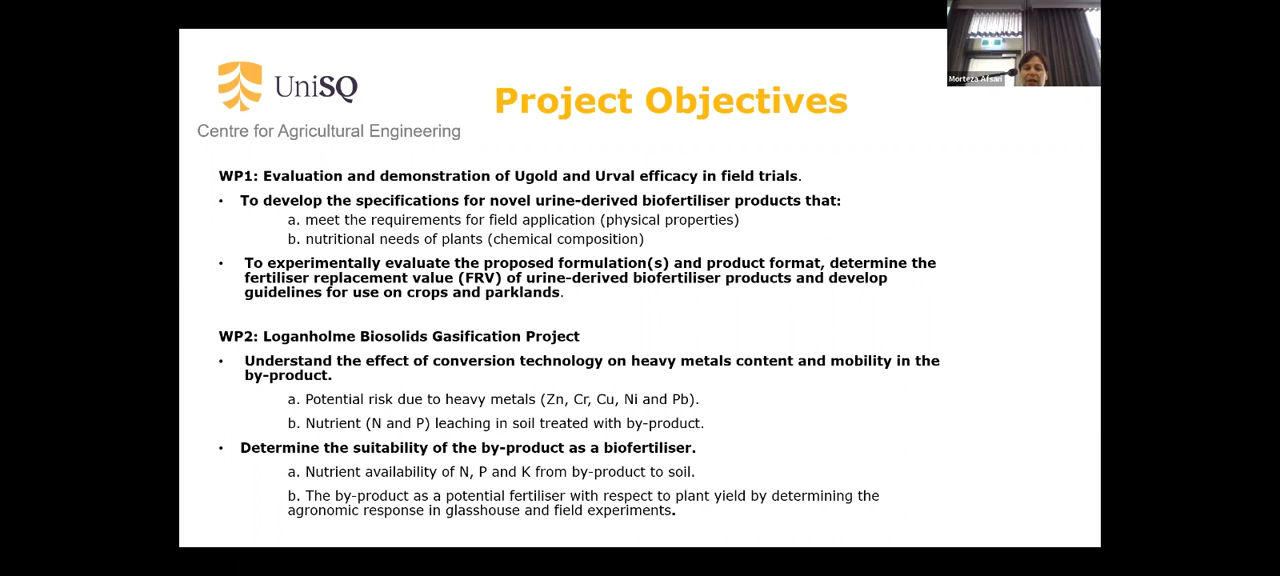 UniSQ
Centre for Agricultural Engineering
Project Objectives
Morteza Afsari
WP1: Evaluation and demonstration of Ugold and Urval efficacy in field trials.
• To develop the specifications for novel urine-derived biofertiliser products that:
a. meet the requirements for field application (physical properties)
b. nutritional needs of plants (chemical composition)
• To experimentally evaluate the proposed formulation(s) and product format, determine the
fertiliser replacement value (FRV) of urine-derived biofertiliser products and develop
guidelines for use on crops and parklands.
WP2: Loganholme Biosolids Gasification Project
• Understand the effect of conversion technology on heavy metals content and mobility in the
by-product.
a. Potential risk due to heavy metals (Zn, Cr, Cu, Ni and Pb).
b. Nutrient (N and P) leaching in soil treated with by-product.
• Determine the suitability of the by-product as a biofertiliser.
a. Nutrient availability of N, P and K from by-product to soil.
b. The by-product as a potential fertiliser with respect to plant yield by determining the
agronomic response in glasshouse and field experiments.